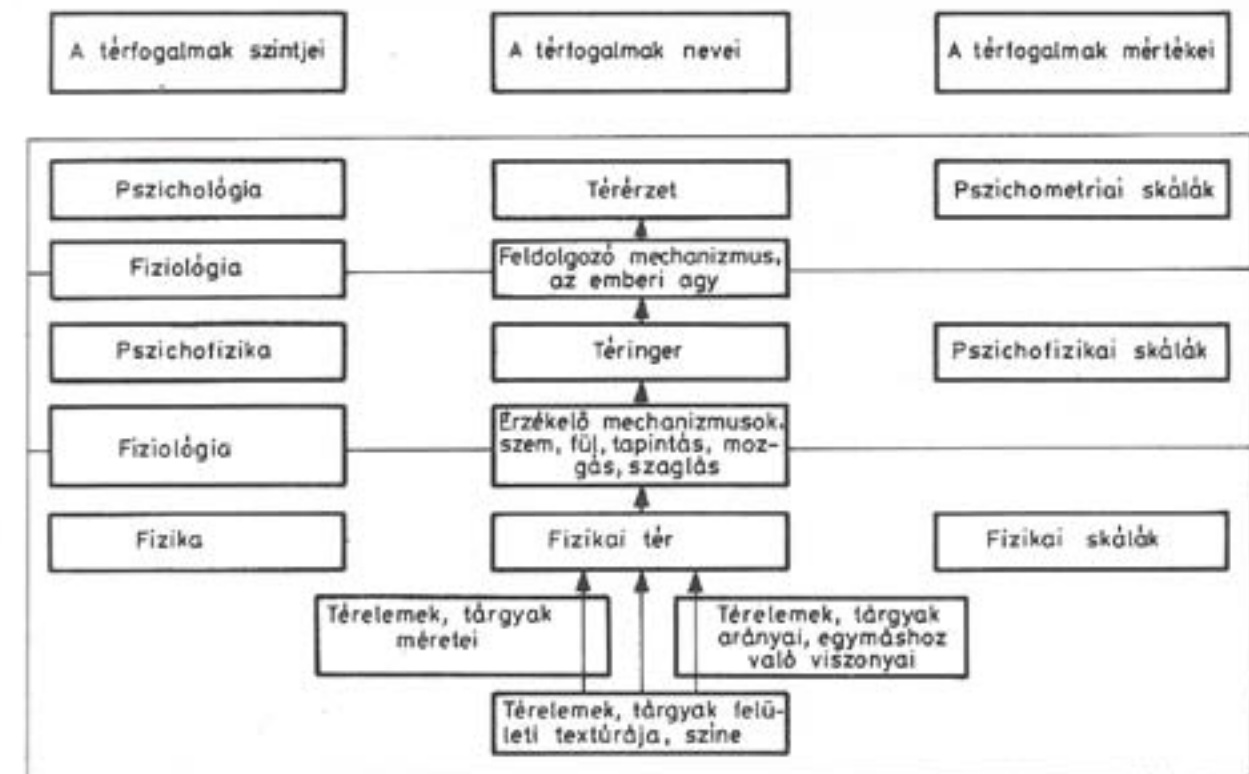 A térfogalmak szintjei
A térfogalmak nevei
A térfogalmak mértékei
Pszichológia
Térérzet
Pszichometriai skálák
Fiziológia
Feldolgozó mechanizmus,
az emberi agy
Pszichofizika
Téringer
Pszichofizikai skálák
Fiziológia
Érzékelő mechanizmusok.
szem, fül, tapintás, moz-
gás, szaglás
Fizika
Fizikai tér
Fizikai skálák
Térelemek, tárgyak
méretei
Térelemek, tárgyak
arányai, egymáshoz
való viszonyai
Térelemek, tárgyak felü-
leti textúrája, színe